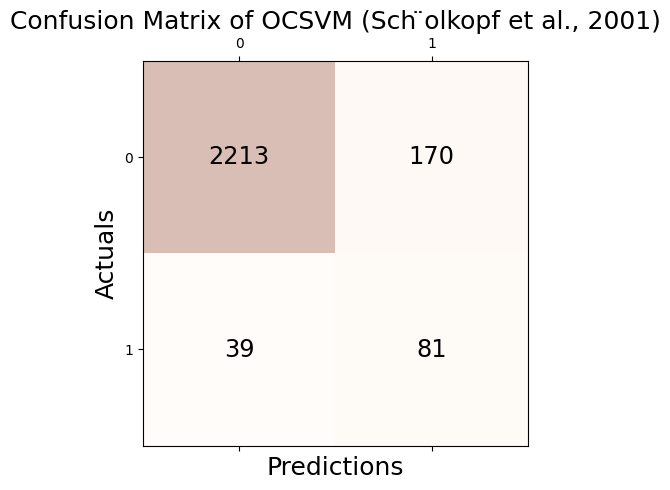 Confusion Matrix of OCSVM (Sch¨olkopf et al., 2001)
0 1
0 2213 170
Actuals
1 39 81
Predictions